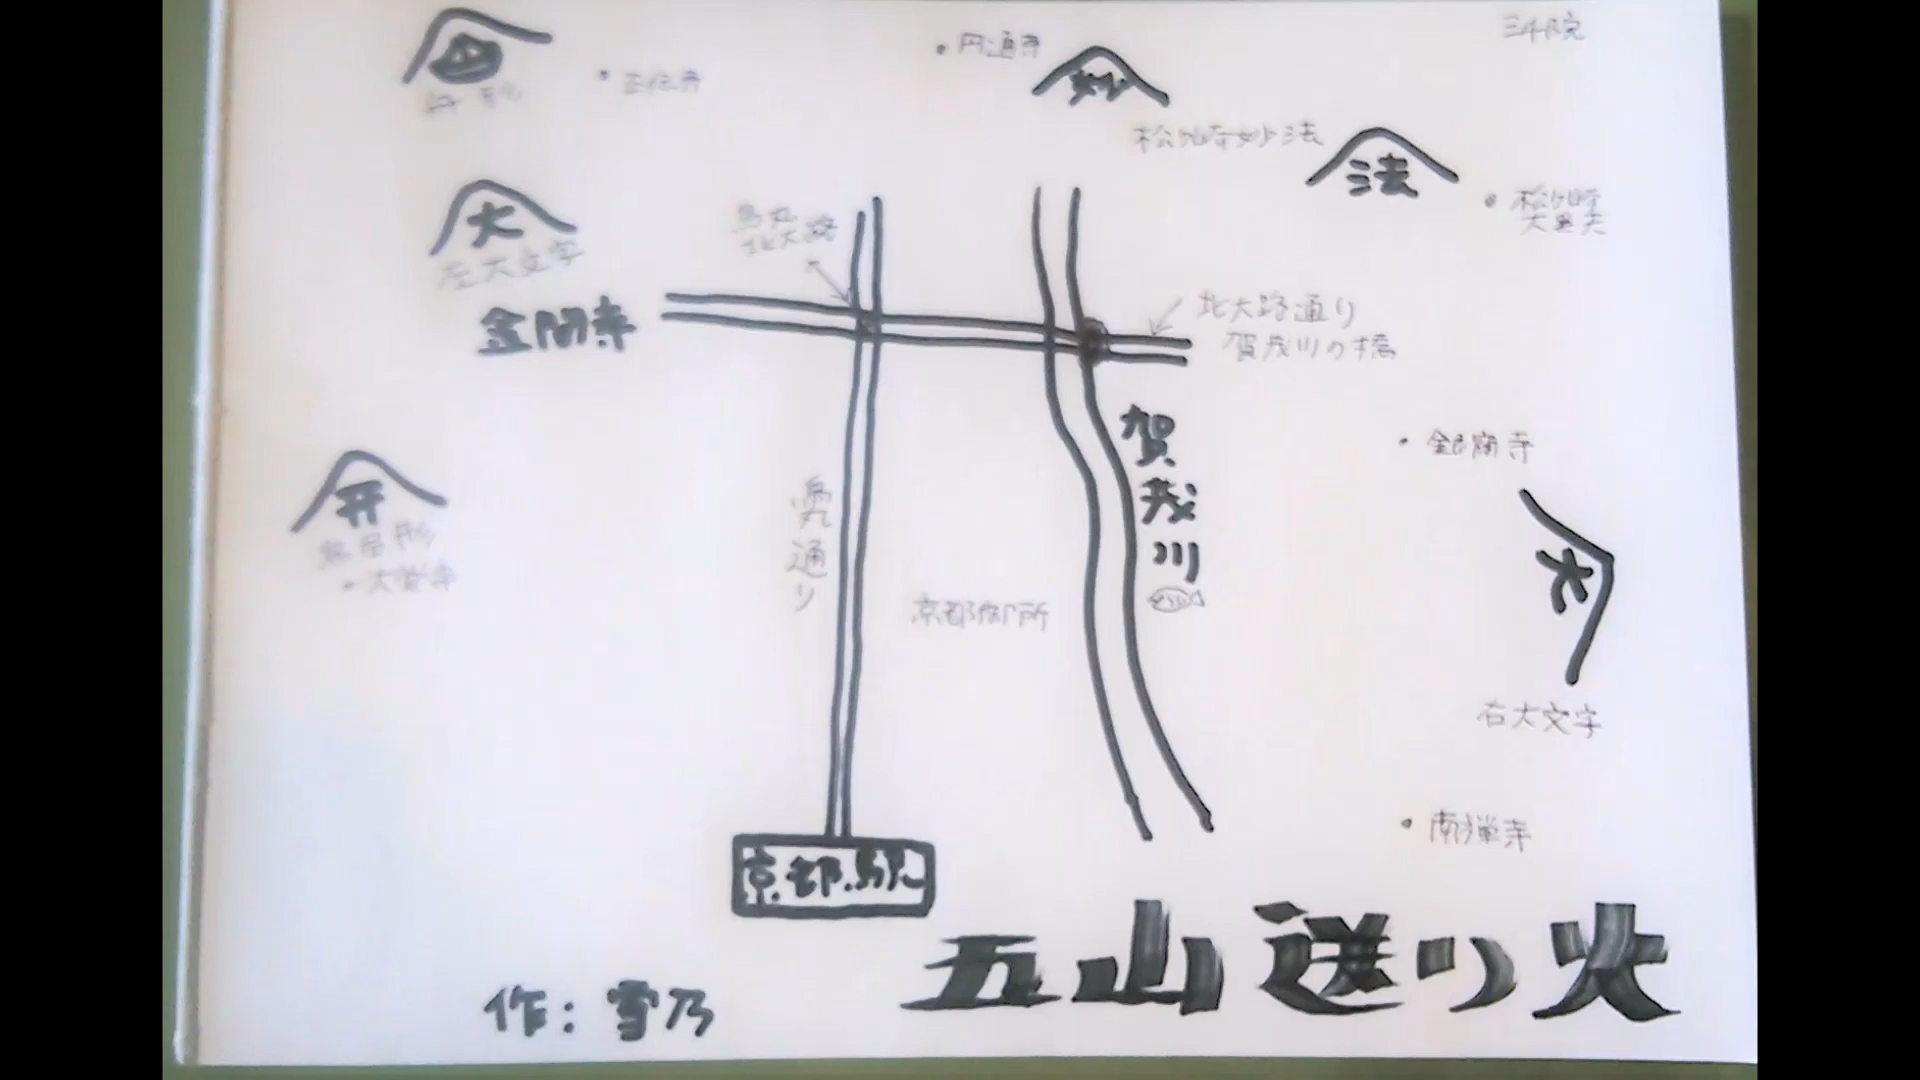 三千院
円通寺
妙
正伝寺
船形
松ヶ崎妙法
法
松ヶ崎
大黒天
大
左大文字
烏丸
北大路
金閣寺
北大路通り
賀茂川の橋
賀茂川
銀閣寺
鳥居形
大覚寺
烏丸通り
京都御所
大
右大文字
南禅寺
京都駅
五山送り火
作:雪乃